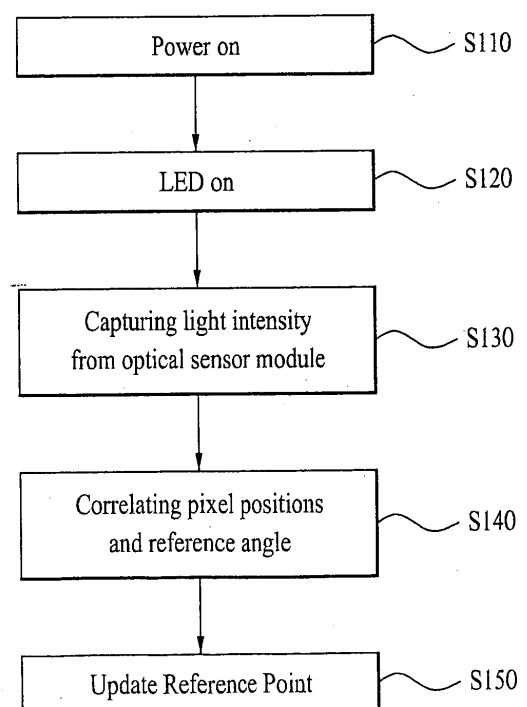 Power on
S110
LED on
S120
Capturing light intensity
from optical sensor module
S130
Correlating pixel positions
and reference angle
S140
Update Reference Point
S150